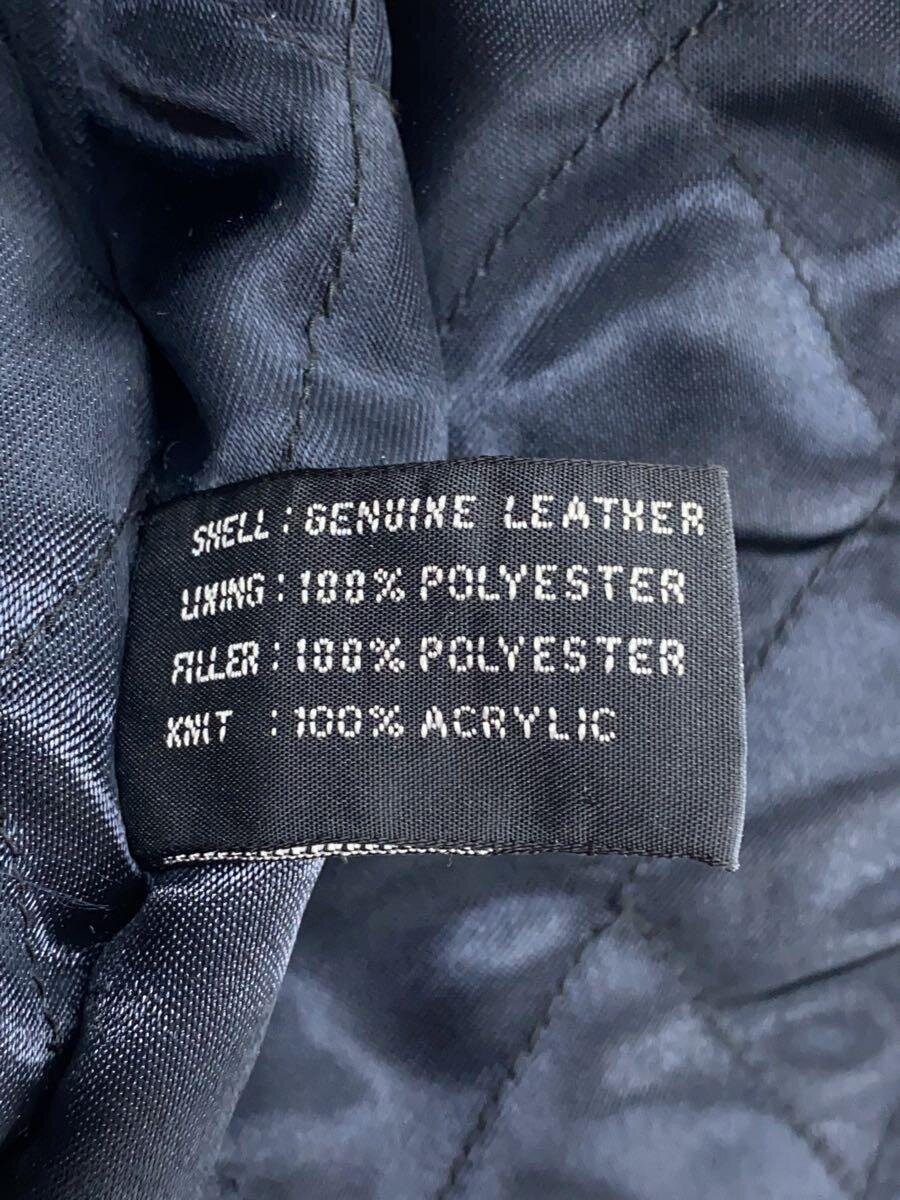 SHELL : GENUINE LEATHER
LINING : 100% POLYESTER
FILLER : 100% POLYESTER
KNIT : 100% ACRYLIC